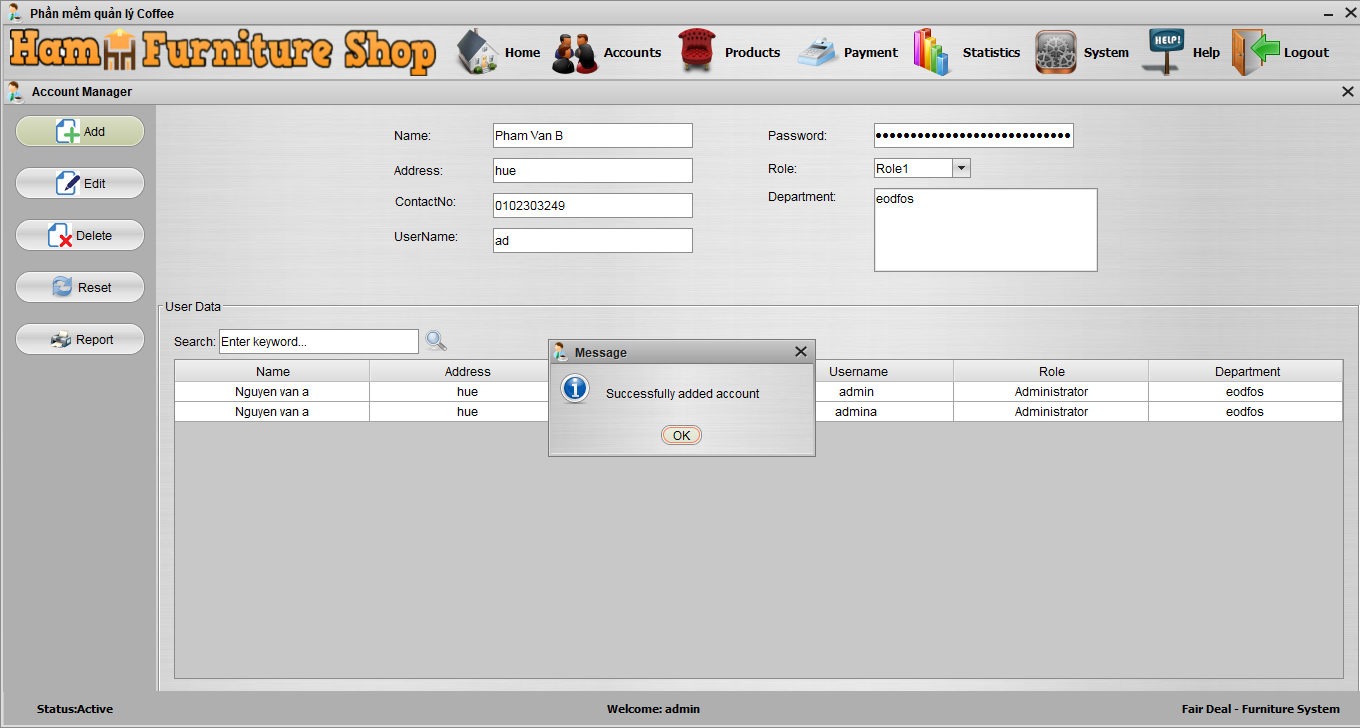 Phần mềm quản lý Coffee
Ham Furniture Shop
Home
Accounts
Products
Payment
Statistics
System
HELP!
Help
Logout
Account Manager
Add
Edit
Delete
Reset
Report
Name: Pham Van B
Address: hue
ContactNo: 0102303249
UserName: ad
Password: ••••••••••••••••••••••••••••
Role: Role1
Department: eodfos
User Data
Search: Enter keyword...
Name Address Username Role Department
Nguyen van a hue admin Administrator eodfos
Nguyen van a hue admina Administrator eodfos
Message
Successfully added account
OK
Status:Active
Welcome: admin
Fair Deal - Furniture System